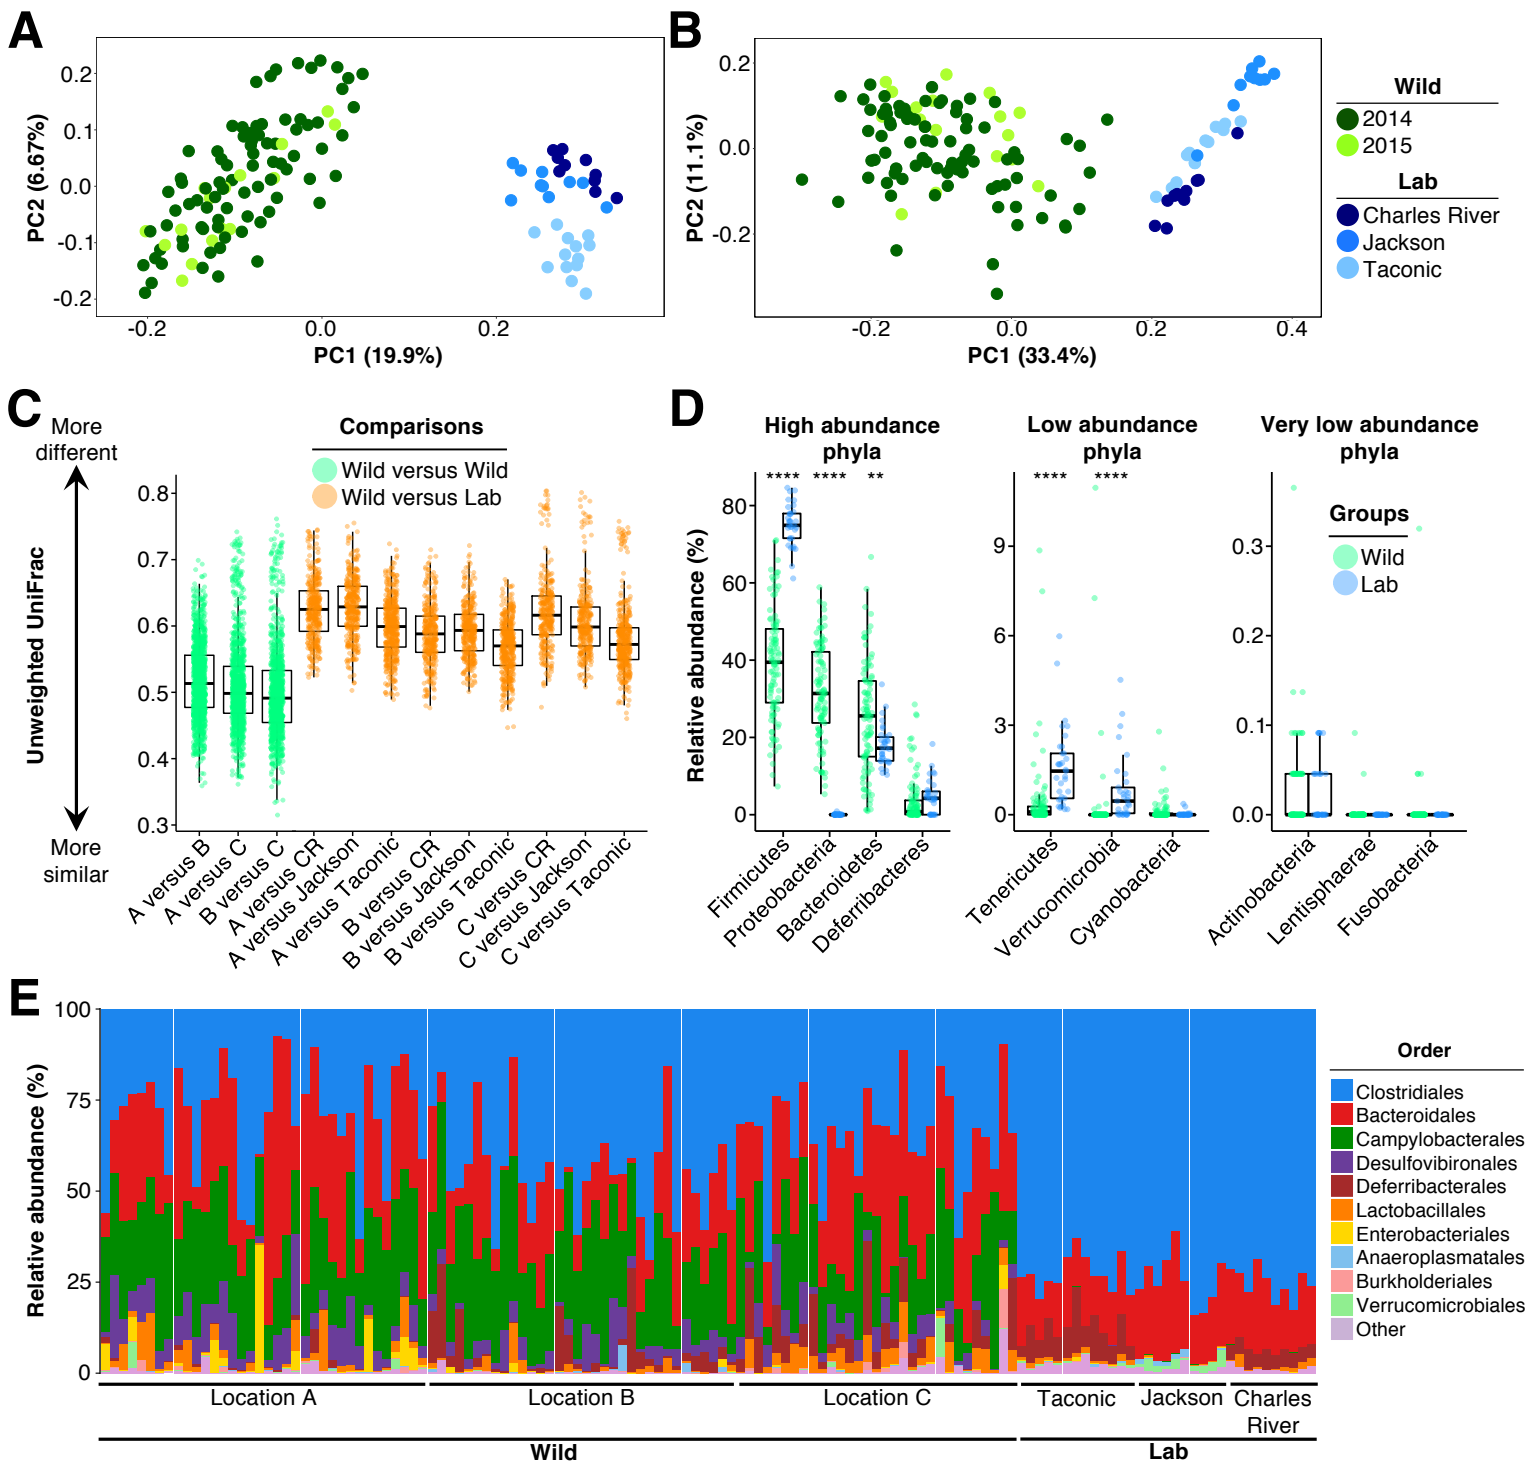 A
0.2
0.1
0.0
-0.1
-0.2
PC2 (6.67%)
-0.2
0.0
0.2
PC1 (19.9%)
B
0.2
0.0
-0.2
PC2 (11.1%)
-0.2
0.0
0.2
0.4
PC1 (33.4%)
Wild
2014
2015
Lab
Charles River
Jackson
Taconic
C
More
different
More
similar
Unweighted UniFrac
Comparisons
Wild versus Wild
Wild versus Lab
0.8
0.7
0.6
0.5
0.4
0.3
A versus B
A versus C
B versus C
A versus CR
A versus Jackson
A versus Taconic
B versus CR
B versus Jackson
B versus Taconic
C versus CR
C versus Jackson
C versus Taconic
D
High abundance
phyla
**** **** **
Relative abundance (%)
80
60
40
20
0
Firmicutes
Proteobacteria
Bacteroidetes
Deferribacteres
Low abundance
phyla
**** ****
9
6
3
0
Tenericutes
Verrucomicrobia
Cyanobacteria
Very low abundance
phyla
Groups
Wild
Lab
0.3
0.2
0.1
0.0
Actinobacteria
Lentisphaerae
Fusobacteria
E
Relative abundance (%)
100
75
50
25
0
Location A
Location B
Location C
Taconic
Jackson
Charles
River
Wild
Lab
Order
Clostridiales
Bacteroidales
Campylobacterales
Desulfovibrionales
Deferribacterales
Lactobacillales
Enterobacteriales
Anaeroplasmatales
Burkholderiales
Verrucomicrobiales
Other